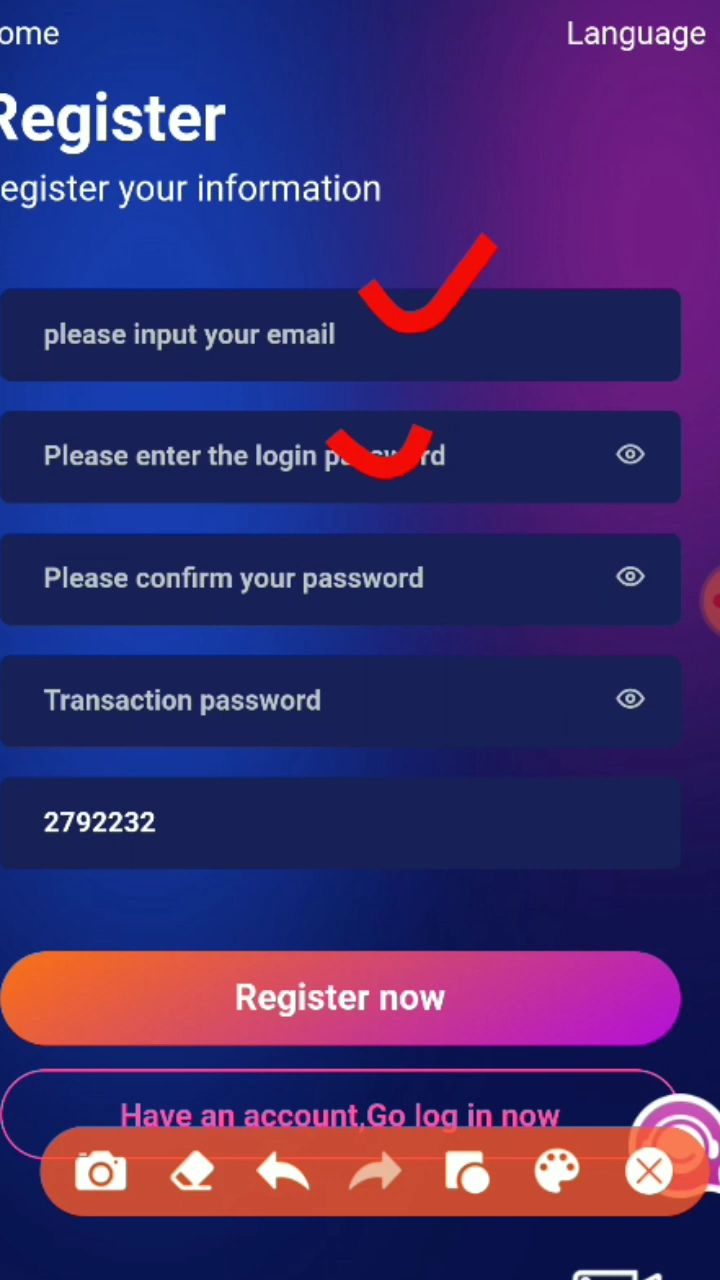 ome
Language
Register
egister your information
please input your email
Please enter the login password
Please confirm your password
Transaction password
2792232
Register now
Have an account,Go log in now